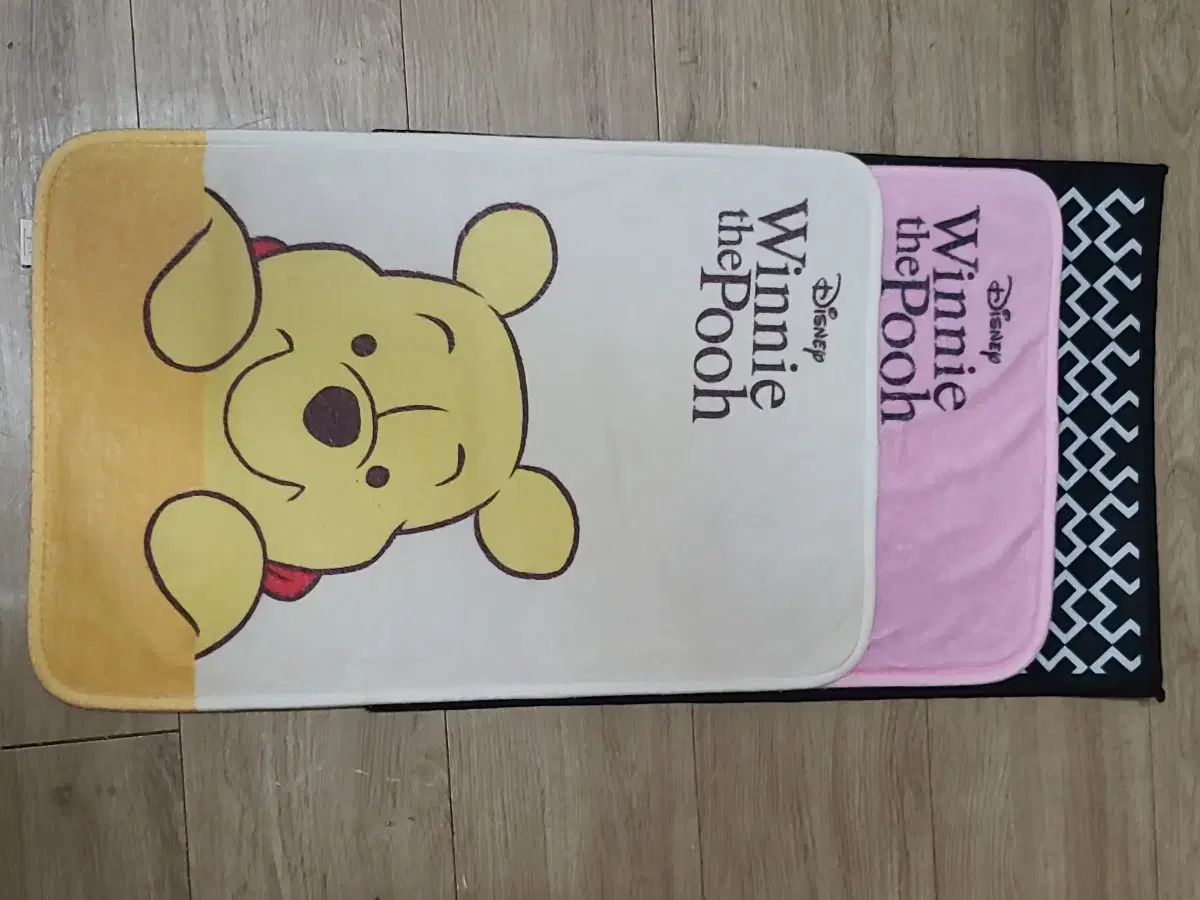 Disney
Winnie
the Pooh
Disney
Winnie
the Pooh